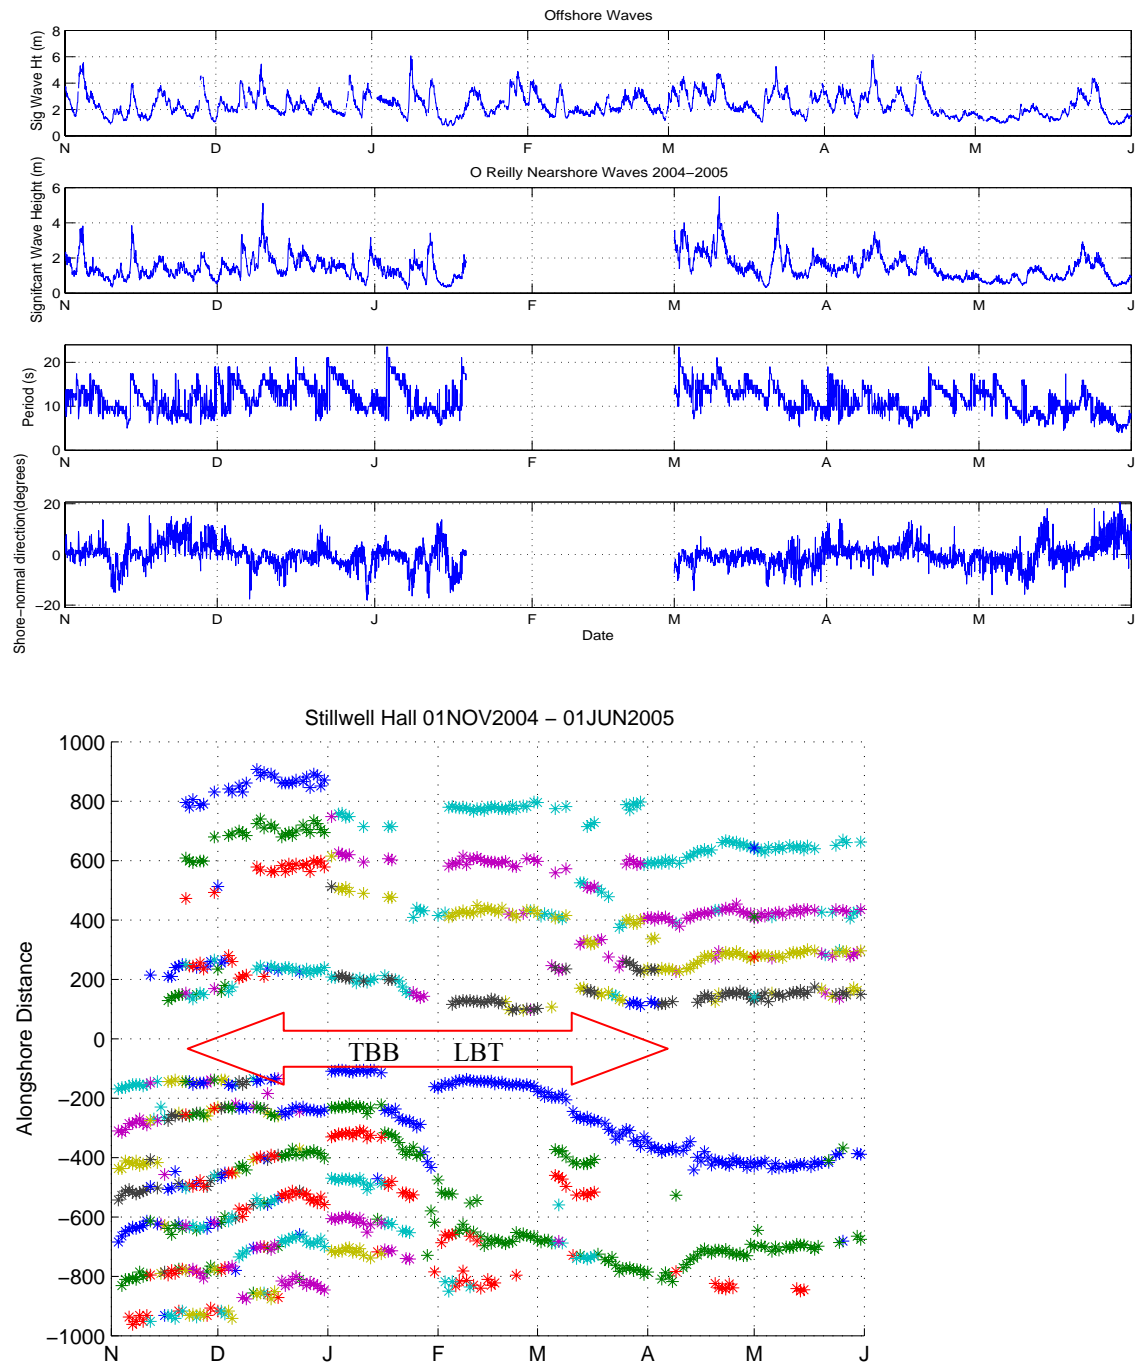 Offshore Waves
Sig Wave Ht (m)
8
6
4
2
0
N D J F M A M J
O Reilly Nearshore Waves 2004−2005
Signifcant Wave Height (m)
6
4
2
0
N D J F M A M J
Period (s)
20
10
0
N D J F M A M J
Shore−normal direction(degrees)
20
0
−20
N D J F M A M J
Date
Stillwell Hall 01NOV2004 − 01JUN2005
Alongshore Distance
1000
800
600
400
200
0
TBB LBT
−200
−400
−600
−800
−1000
N D J F M A M J